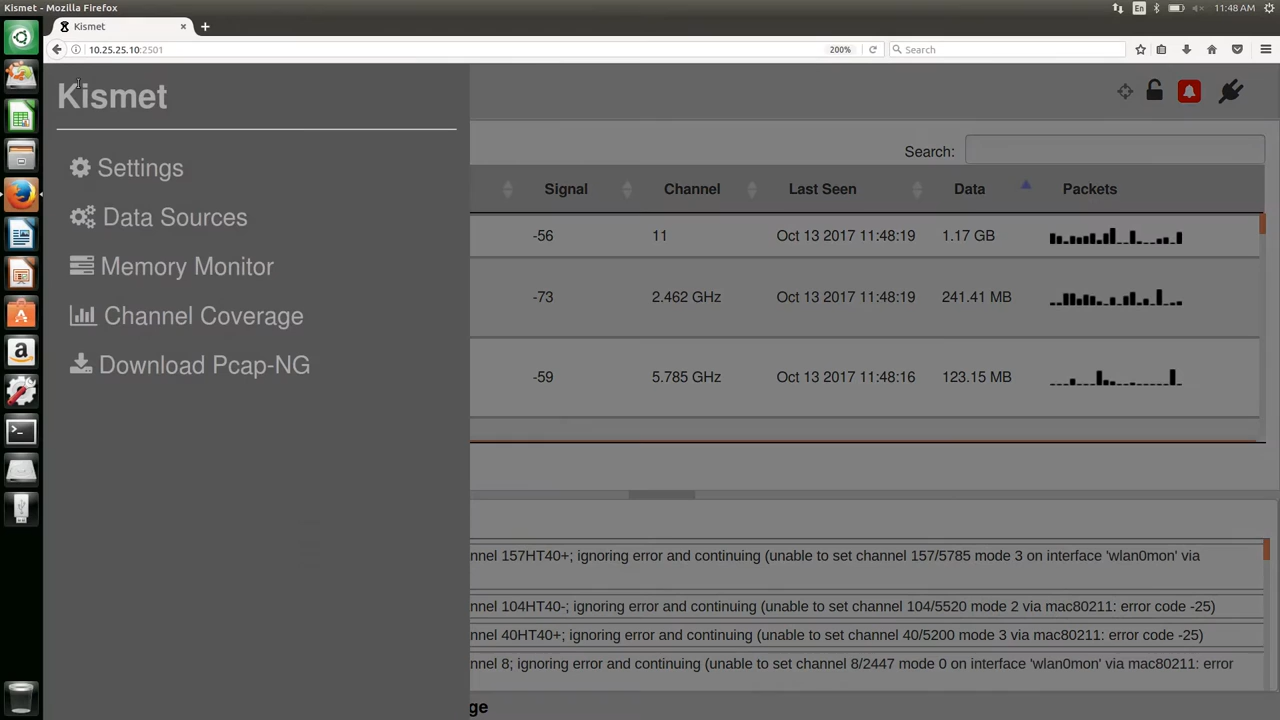 Kismet - Mozilla Firefox
En
11:48 AM
Kismet
10.25.25.10:2501
200%
Search
Kismet
Settings
Data Sources
Memory Monitor
Channel Coverage
Download Pcap-NG
Search:
Signal Channel Last Seen Data Packets
-56 11 Oct 13 2017 11:48:19 1.17 GB
-73 2.462 GHz Oct 13 2017 11:48:19 241.41 MB
-59 5.785 GHz Oct 13 2017 11:48:16 123.15 MB
nnel 157HT40+; ignoring error and continuing (unable to set channel 157/5785 mode 3 on interface 'wlan0mon' via
nnel 104HT40-; ignoring error and continuing (unable to set channel 104/5520 mode 2 via mac80211: error code -25)
nnel 40HT40+; ignoring error and continuing (unable to set channel 40/5200 mode 3 via mac80211: error code -25)
nnel 8; ignoring error and continuing (unable to set channel 8/2447 mode 0 on interface 'wlan0mon' via mac80211: error
ge